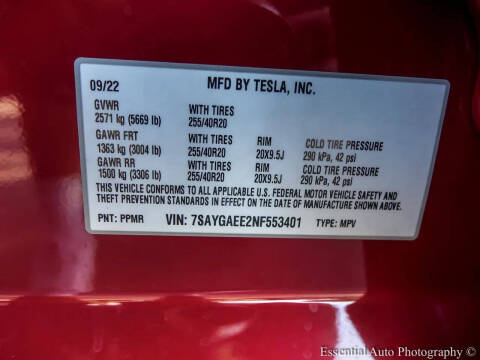 09/22 MFD BY TESLA, INC.
GVWR WITH TIRES
2571 kg (5669 lb) 255/40R20
GAWR FRT WITH TIRES RIM COLD TIRE PRESSURE
1363 kg (3004 lb) 255/40R20 20X9.5J 290 kPa, 42 psi
GAWR RR WITH TIRES RIM COLD TIRE PRESSURE
1500 kg (3306 lb) 255/40R20 20X9.5J 290 kPa, 42 psi
THIS VEHICLE CONFORMS TO ALL APPLICABLE U.S. FEDERAL MOTOR VEHICLE SAFETY AND
THEFT PREVENTION STANDARDS IN EFFECT ON THE DATE OF MANUFACTURE SHOWN ABOVE.
PNT: PPMR VIN: 7SAYGAEE2NF553401 TYPE: MPV
Essential Auto Photography ©